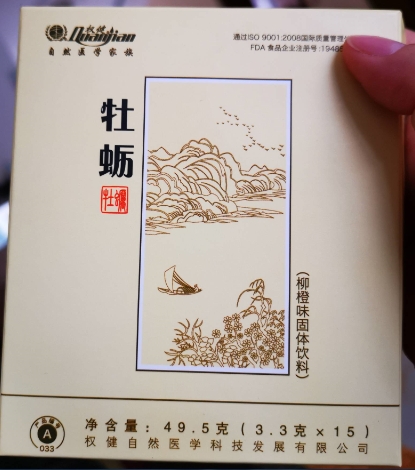 权健
Quanjian
自然医学家族
通过ISO 9001:2008国际质量管理
FDA 食品企业注册号:1948
牡蛎
牡蛎
(柳橙味固体饮料)
净含量: 49.5克 (3.3克×15)
权健自然医学科技发展有限公司
A
033